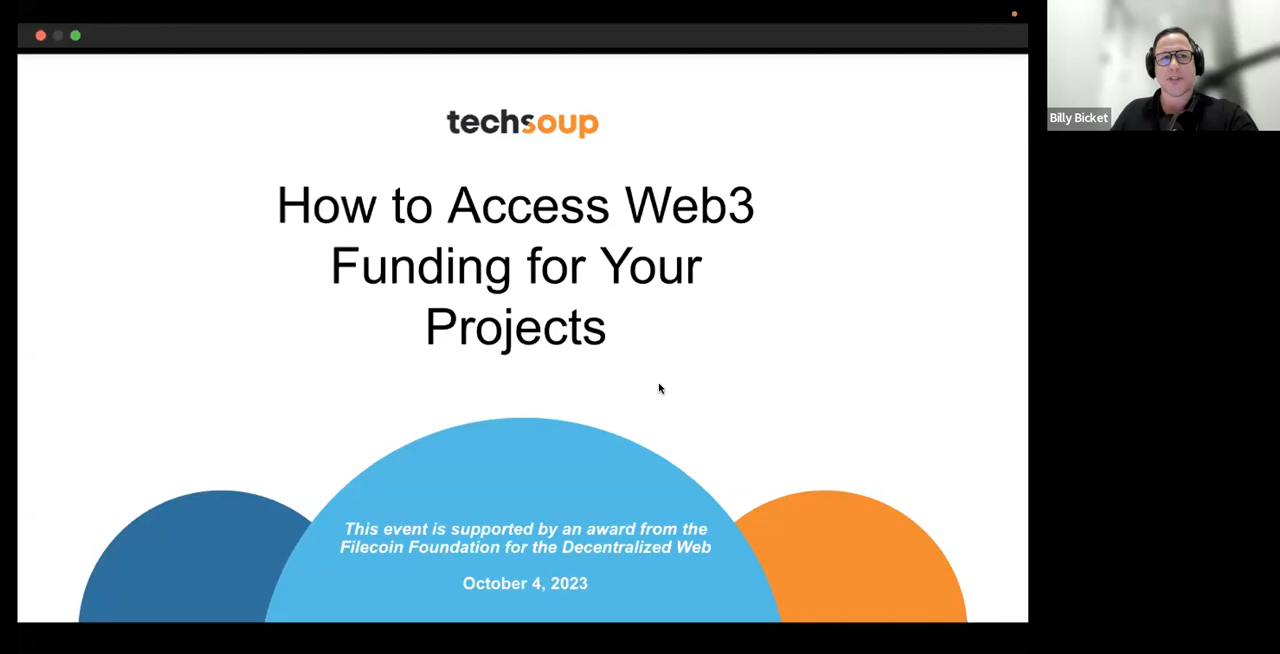 techsoup
How to Access Web3
Funding for Your
Projects
This event is supported by an award from the
Filecoin Foundation for the Decentralized Web
October 4, 2023
Billy Bicket